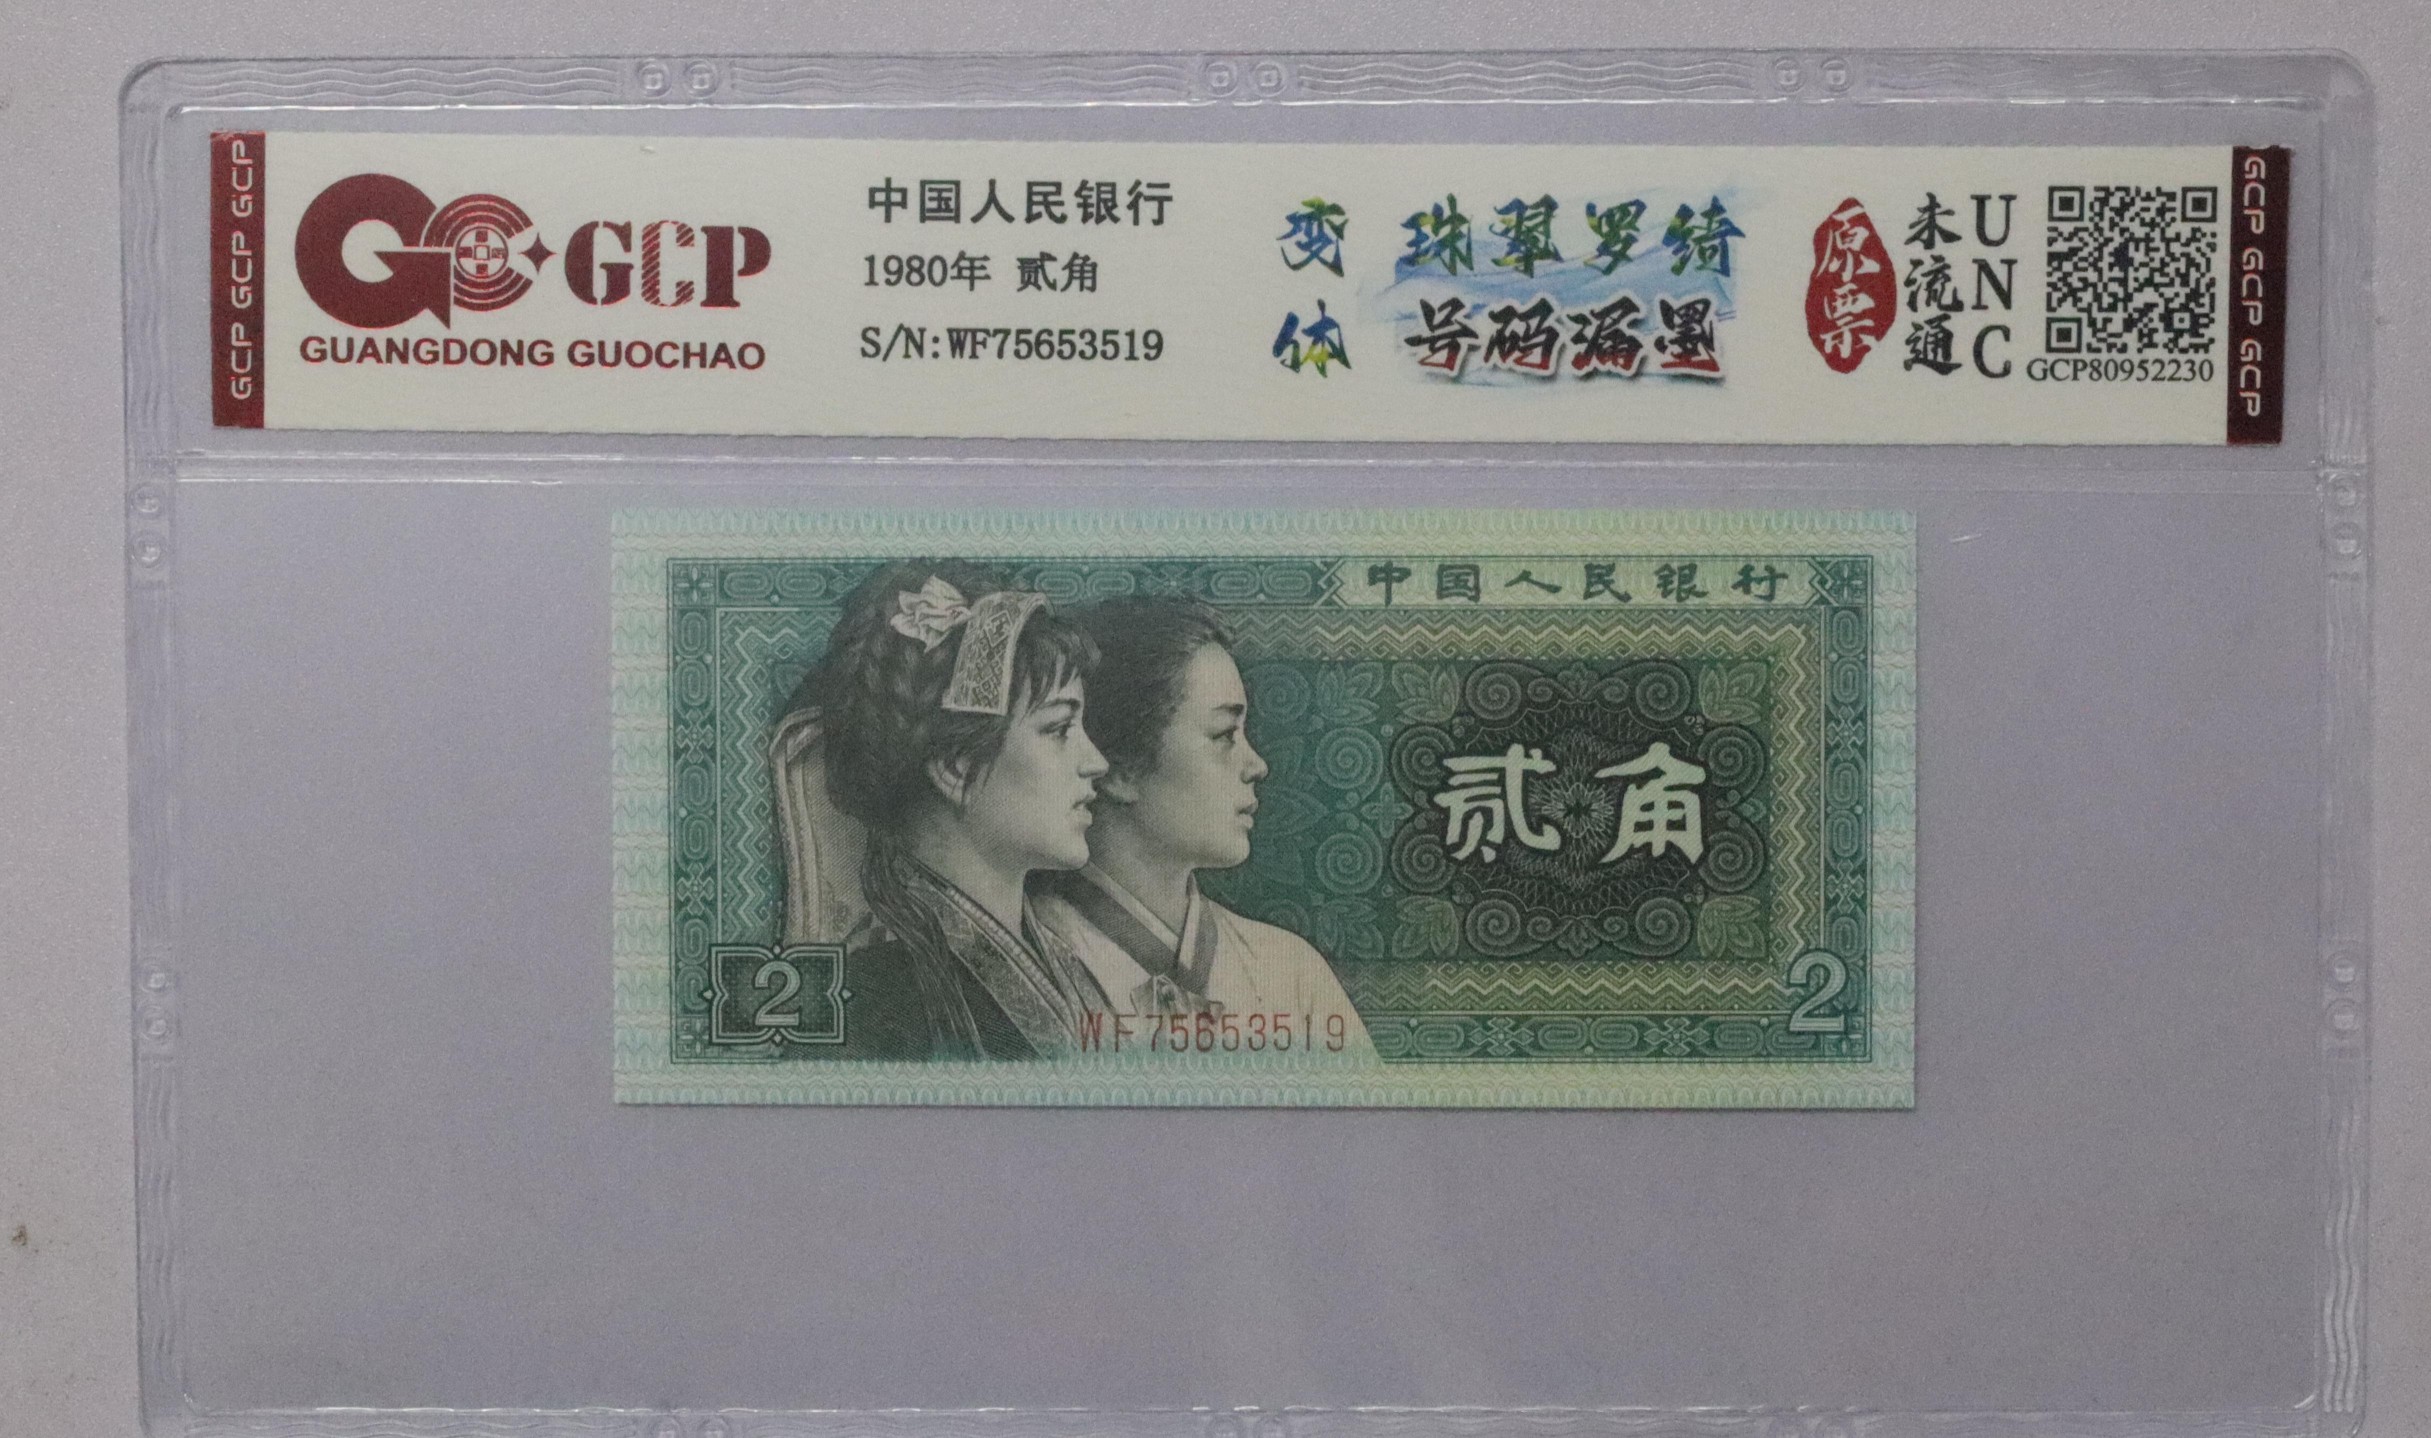 GCP GCP GCP
GCP
GUANGDONG GUOCHAO
中国人民银行
1980年 贰角
S/N:WF75653519
变体
珠翠罗绮
号码漏墨
原票
未流通
UNC
GCP80952230
GCP GCP GCP
中国人民银行
贰角
2
2
WF75653519